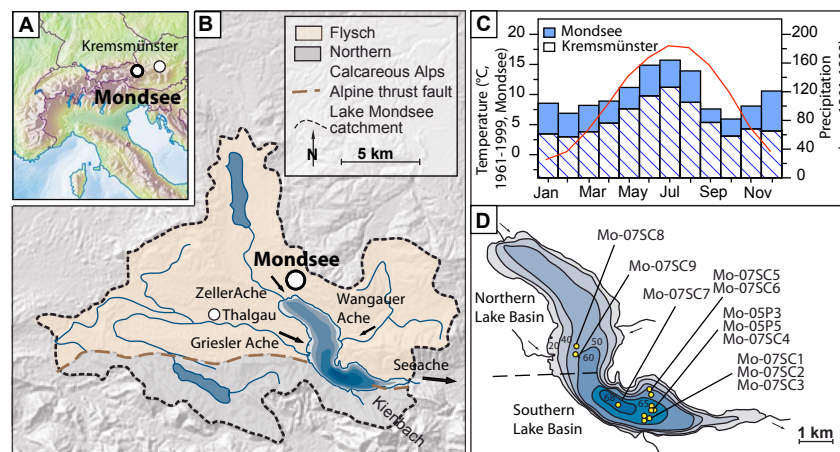 A
Kremsmünster
Mondsee
B
Flysch
Northern
Calcareous Alps
Alpine thrust fault
Lake Mondsee
catchment
N
5 km
Mondsee
ZellerAche
Thalgau
Wangauer
Ache
Griesler Ache
Seeache
Kienbach
C
Mondsee
Kremsmünster
Temperature (°C,
1961-1999, Mondsee)
20
15
10
5
0
200
160
120
80
40
0
Precipitation
Jan
Mar
May
Jul
Sep
Nov
D
Mo-07SC8
Mo-07SC9
Mo-07SC5
Mo-07SC6
Mo-07SC7
Mo-05P3
Mo-05P5
Mo-07SC4
Mo-07SC1
Mo-07SC2
Mo-07SC3
Northern
Lake Basin
20
40
50
60
68
65
Southern
Lake Basin
1 km